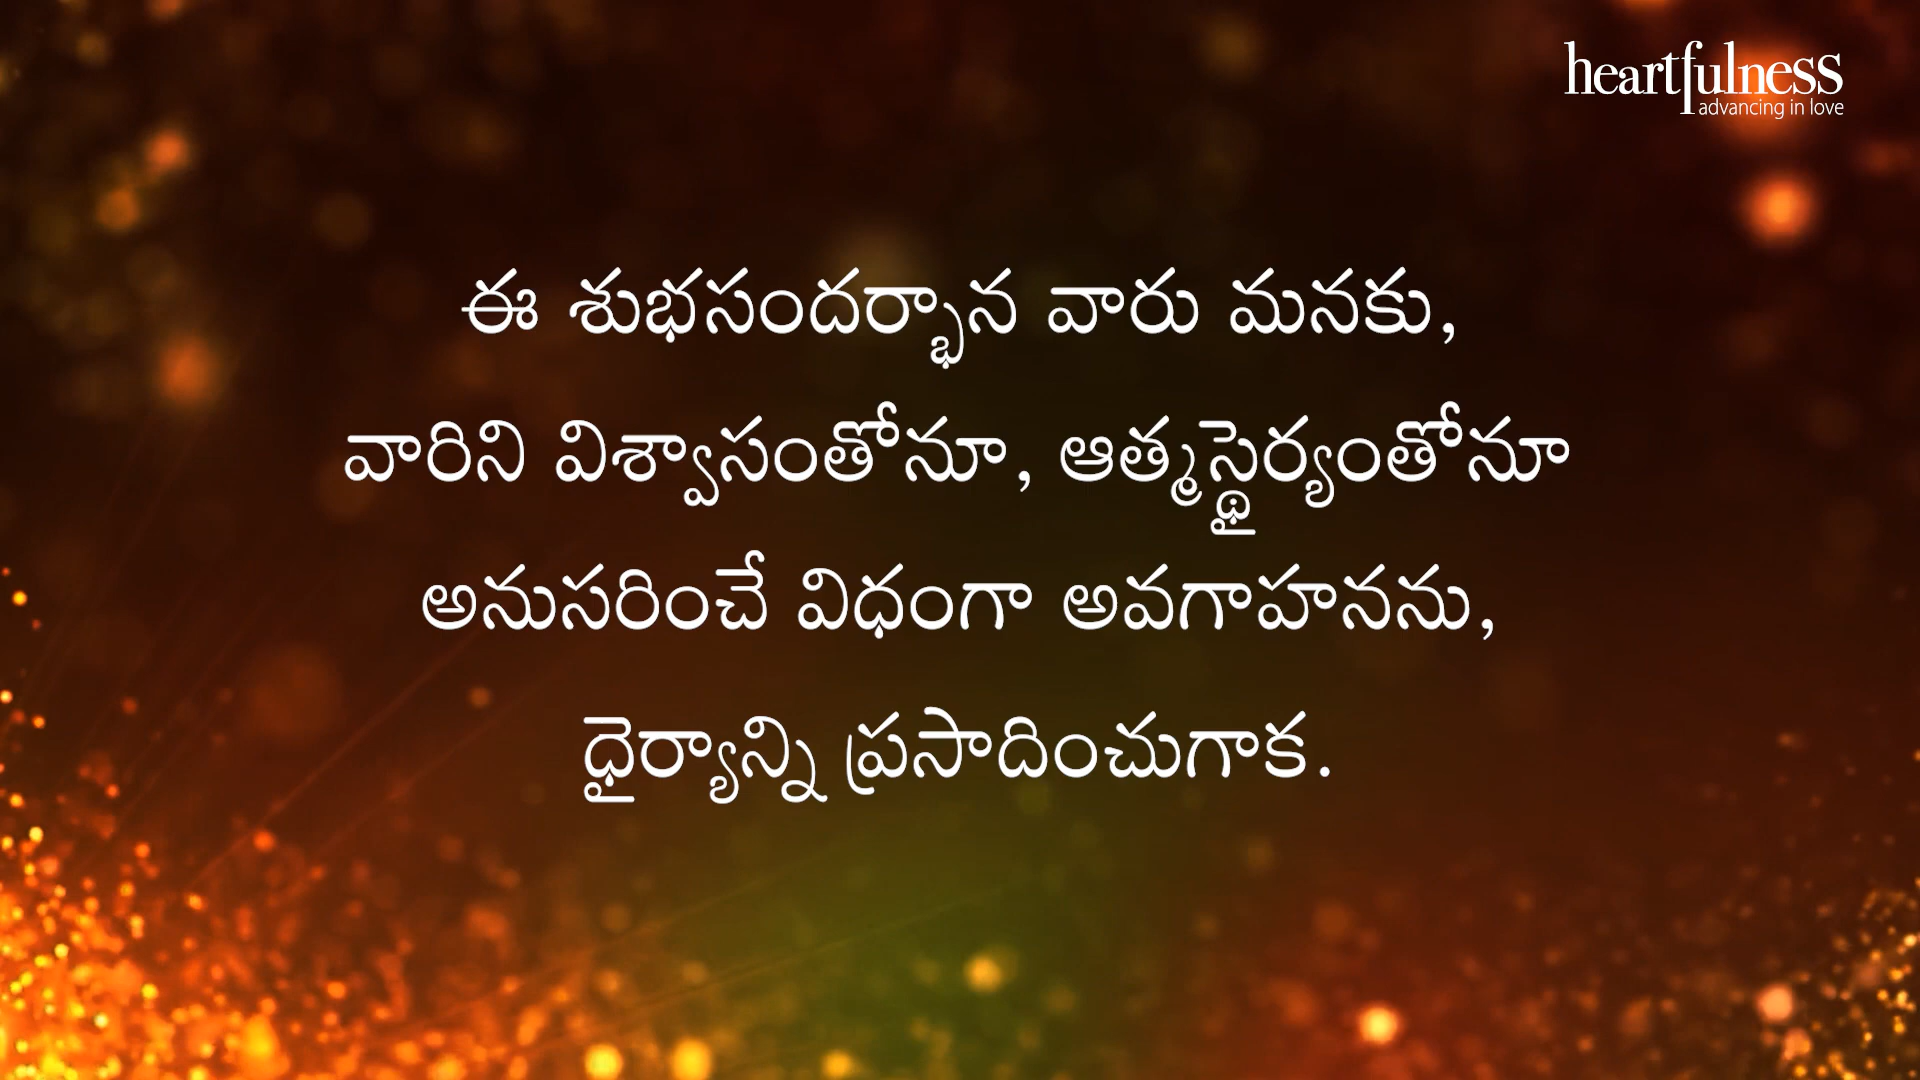 heartfulness
advancing in love
ఈ శుభసందర్భాన వారు మనకు,
వారిని విశ్వాసంతోనూ, ఆత్మస్థైర్యంతోనూ
అనుసరించే విధంగా అవగాహనను,
ధైర్యాన్ని ప్రసాదించుగాక.